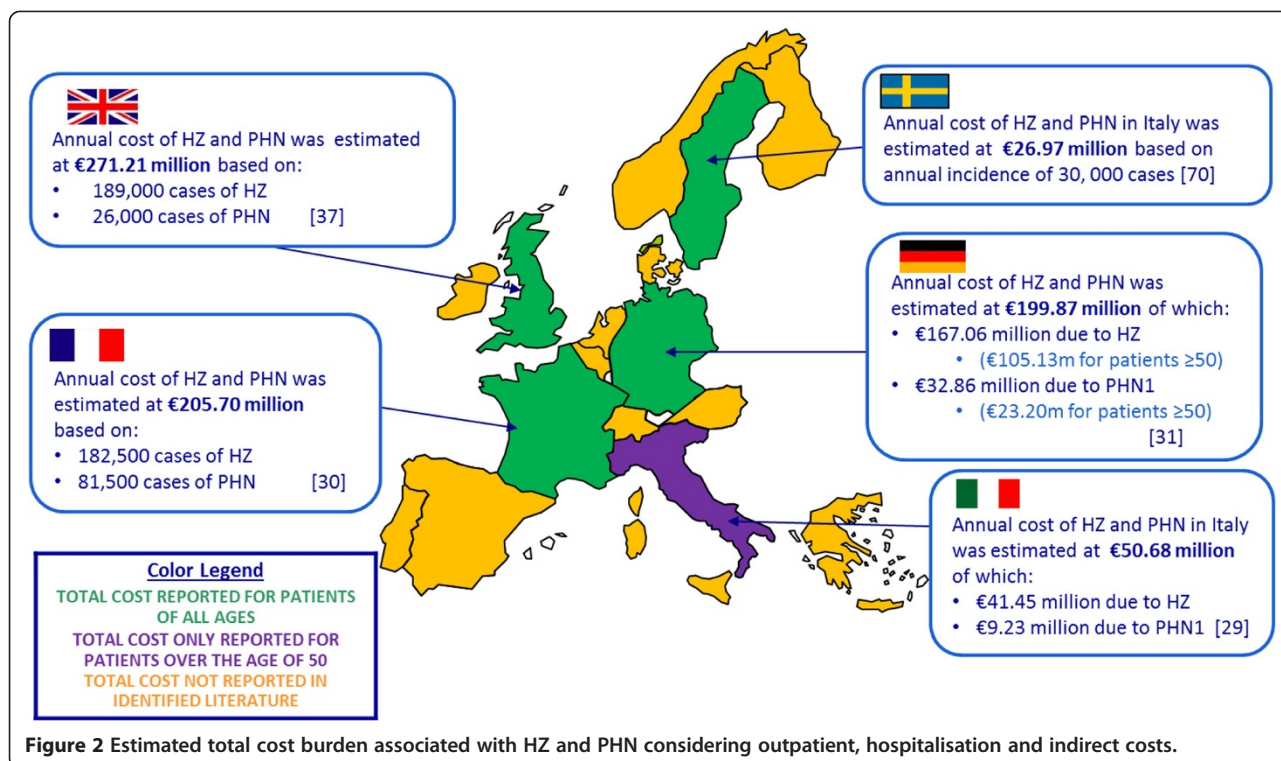 Annual cost of HZ and PHN was estimated
at €271.21 million based on:
• 189,000 cases of HZ
• 26,000 cases of PHN [37]
Annual cost of HZ and PHN in Italy was
estimated at €26.97 million based on
annual incidence of 30, 000 cases [70]
Annual cost of HZ and PHN was
estimated at €199.87 million of which:
• €167.06 million due to HZ
• (€105.13m for patients ≥50)
• €32.86 million due to PHN1
• (€23.20m for patients ≥50)
[31]
Annual cost of HZ and PHN was
estimated at €205.70 million
based on:
• 182,500 cases of HZ
• 81,500 cases of PHN [30]
Annual cost of HZ and PHN in Italy
was estimated at €50.68 million
of which:
• €41.45 million due to HZ
• €9.23 million due to PHN1 [29]
Color Legend
TOTAL COST REPORTED FOR PATIENTS
OF ALL AGES
TOTAL COST ONLY REPORTED FOR
PATIENTS OVER THE AGE OF 50
TOTAL COST NOT REPORTED IN
IDENTIFIED LITERATURE
Figure 2 Estimated total cost burden associated with HZ and PHN considering outpatient, hospitalisation and indirect costs.